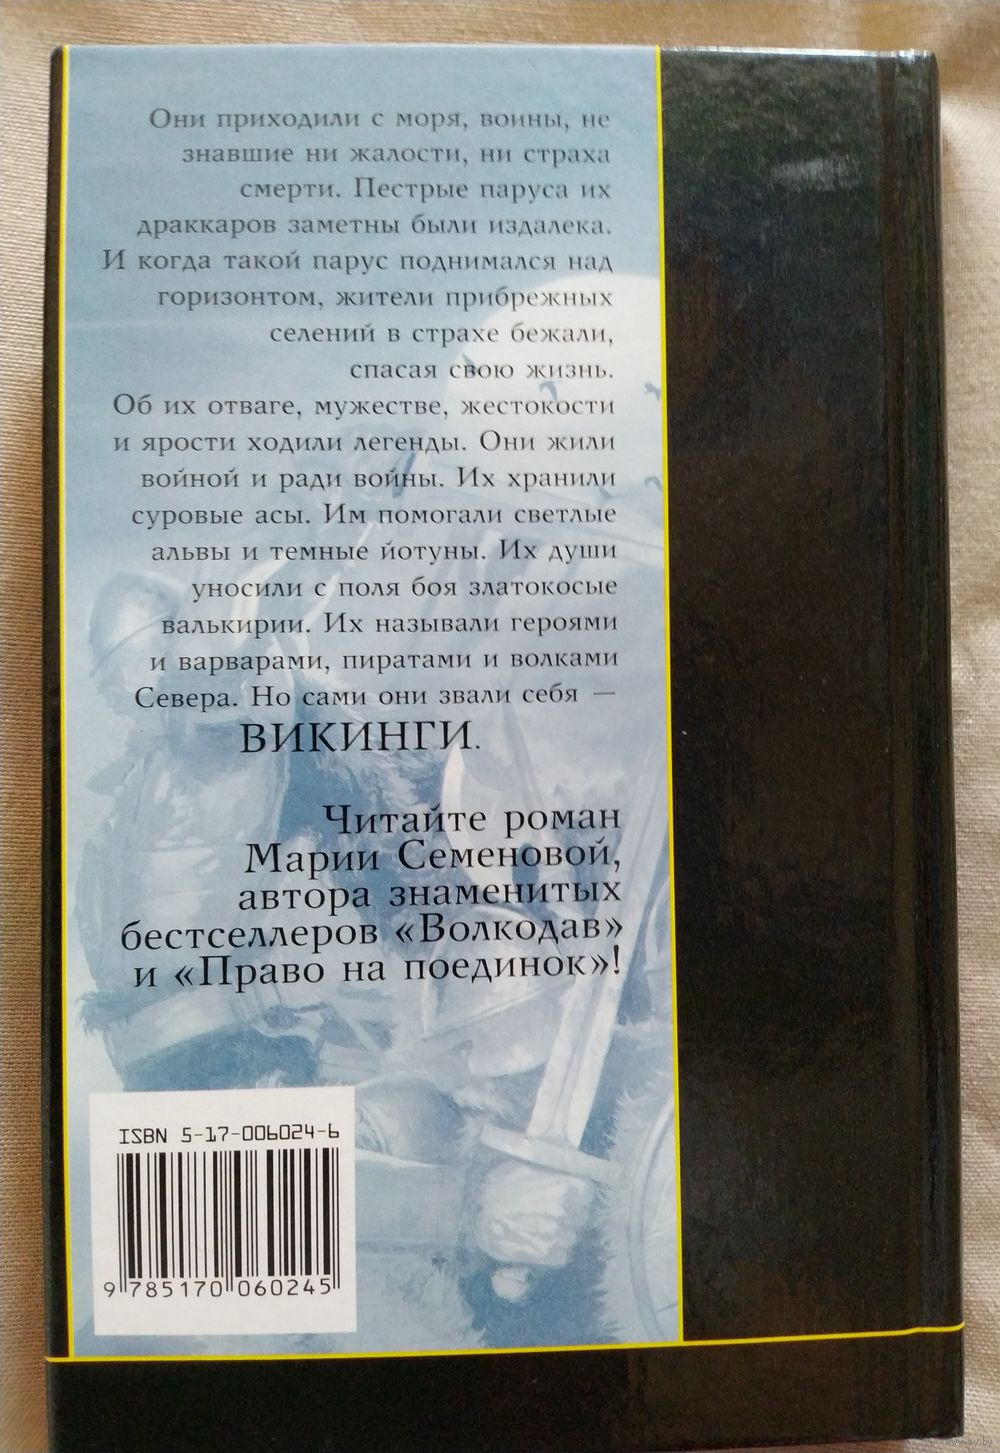 Они приходили с моря, воины, не
знавшие ни жалости, ни страха
смерти. Пестрые паруса их
драккаров заметны были издалека.
И когда такой парус поднимался над
горизонтом, жители прибрежных
селений в страхе бежали,
спасая свою жизнь.
Об их отваге, мужестве, жестокости
и ярости ходили легенды. Они жили
войной и ради войны. Их хранили
суровые асы. Им помогали светлые
альвы и темные йотуны. Их души
уносили с поля боя златокосые
валькирии. Их называли героями
и варварами, пиратами и волками
Севера. Но сами они звали себя —
ВИКИНГИ.
Читайте роман
Марии Семеновой,
автора знаменитых
бестселлеров «Волкодав»
и «Право на поединок»!
ISBN 5-17-006024-6
9 785170 060245